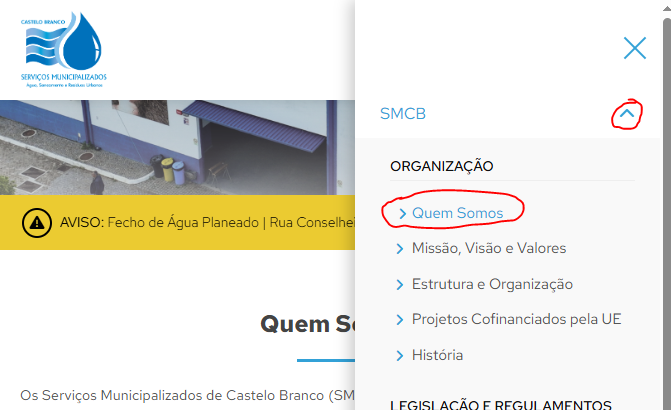 CASTELO BRANCO
SERVIÇOS MUNICIPALIZADOS
Água, Saneamento e Resíduos Urbanos
SMCB
AVISO: Fecho de Água Planeado | Rua Conselhei
ORGANIZAÇÃO
Quem Somos
Missão, Visão e Valores
Estrutura e Organização
Projetos Cofinanciados pela UE
História
LEGISLAÇÃO E REGULAMENTOS
Quem So
Os Serviços Municipalizados de Castelo Branco (SM